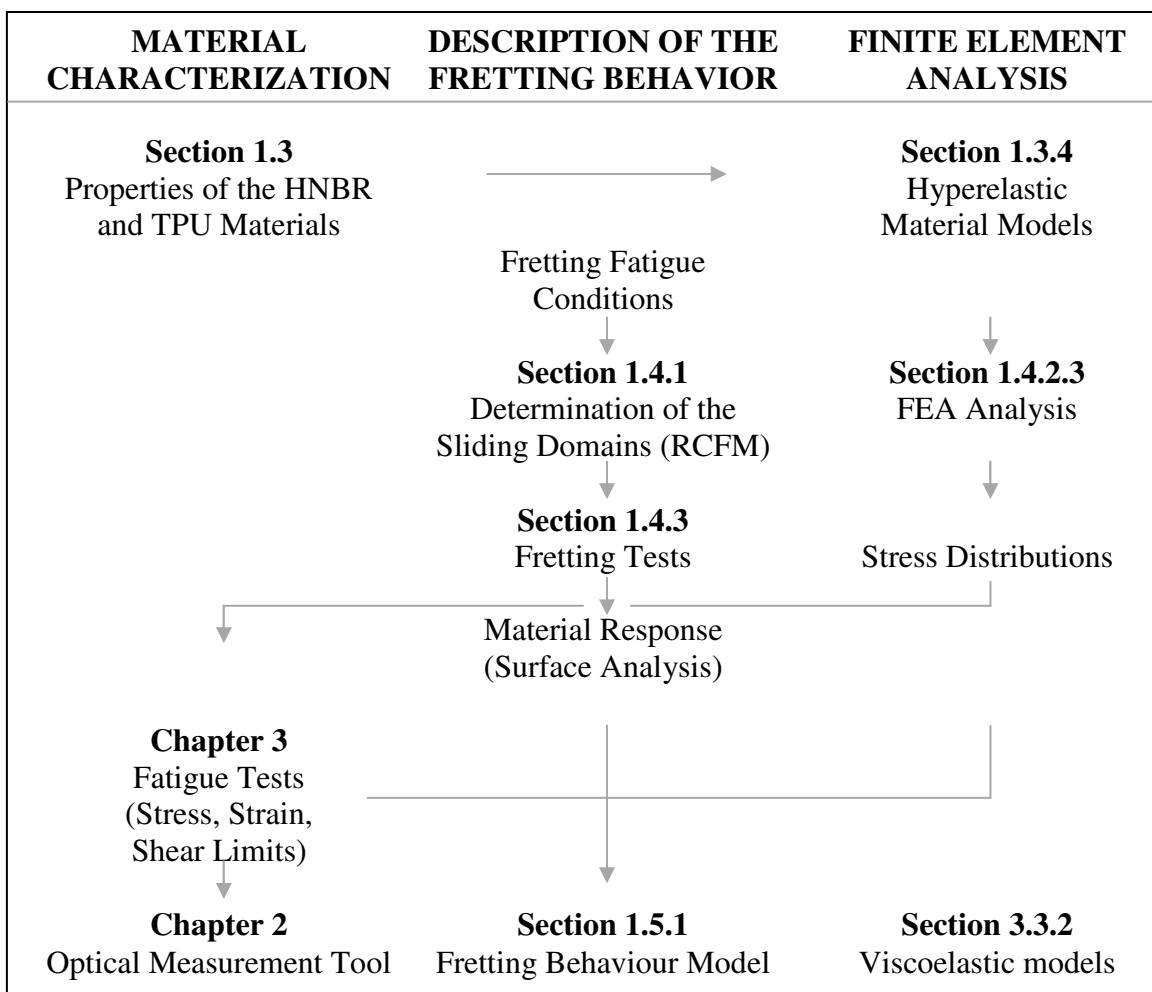 MATERIAL
CHARACTERIZATION
DESCRIPTION OF THE
FRETTING BEHAVIOR
FINITE ELEMENT
ANALYSIS
Section 1.3
Properties of the HNBR
and TPU Materials
Section 1.3.4
Hyperelastic
Material Models
Fretting Fatigue
Conditions
Section 1.4.1
Determination of the
Sliding Domains (RCFM)
Section 1.4.2.3
FEA Analysis
Section 1.4.3
Fretting Tests
Stress Distributions
Material Response
(Surface Analysis)
Chapter 3
Fatigue Tests
(Stress, Strain,
Shear Limits)
Chapter 2
Optical Measurement Tool
Section 1.5.1
Fretting Behaviour Model
Section 3.3.2
Viscoelastic models